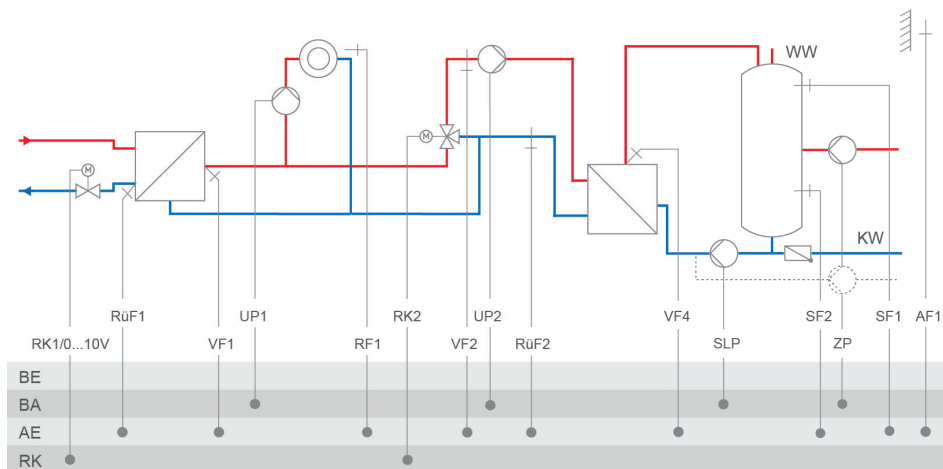 WW
M
M
KW
RüF1 UP1 RK2 UP2 SF2 SF1 AF1
RK1/0...10V VF1 RF1 VF2 RüF2 VF4 SLP ZP
BE
BA
AE
RK